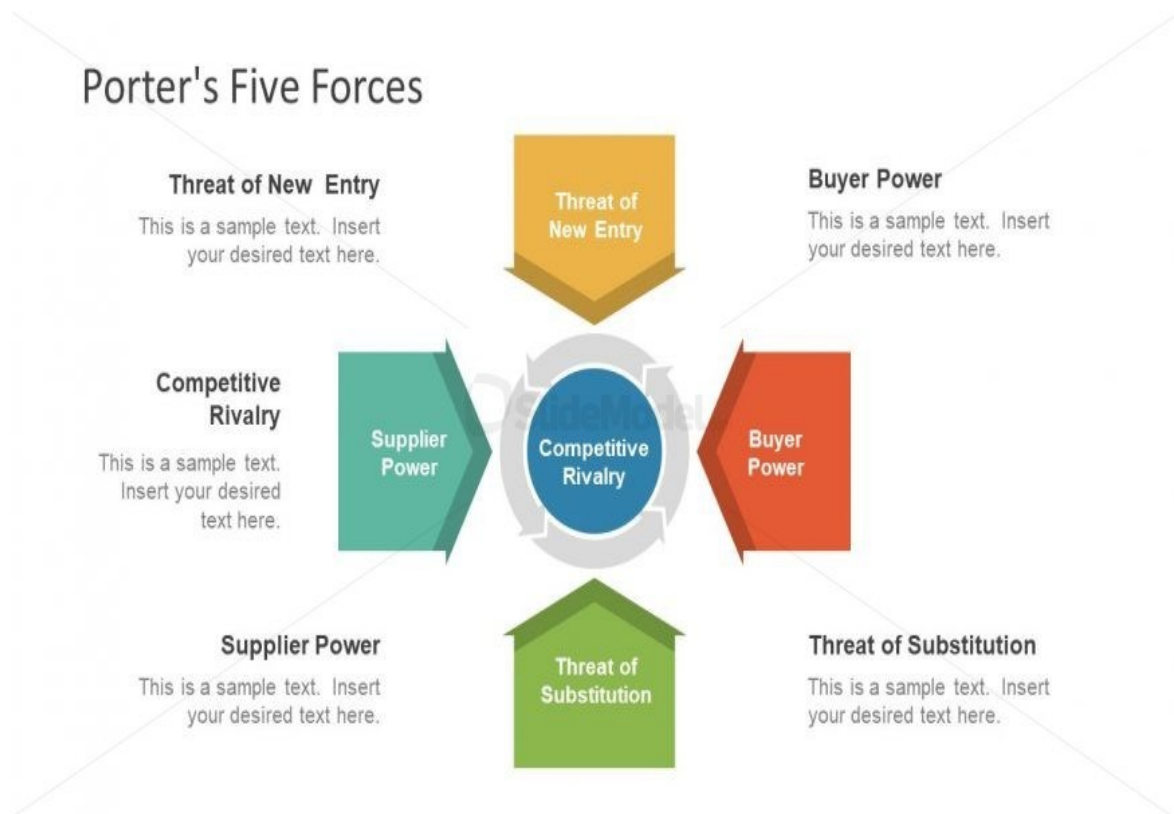 Porter's Five Forces
Threat of New Entry
This is a sample text. Insert
your desired text here.
Threat of
New Entry
Buyer Power
This is a sample text. Insert
your desired text here.
Competitive
Rivalry
This is a sample text.
Insert your desired
text here.
Supplier
Power
SlideModel
Competitive
Rivalry
Buyer
Power
Supplier Power
This is a sample text. Insert
your desired text here.
Threat of
Substitution
Threat of Substitution
This is a sample text. Insert
your desired text here.